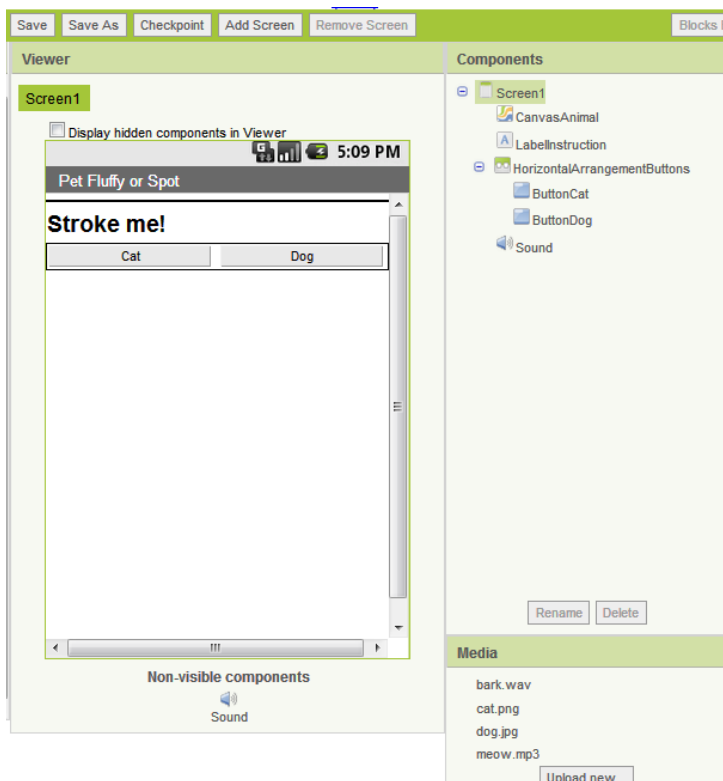 Save Save As Checkpoint Add Screen Remove Screen Blocks
Viewer
Screen1
Display hidden components in Viewer
5:09 PM
Pet Fluffy or Spot
Stroke me!
Cat Dog
Non-visible components
Sound
Components
Screen1
CanvasAnimal
A LabelInstruction
HorizontalArrangementButtons
ButtonCat
ButtonDog
Sound
Rename Delete
Media
bark.wav
cat.png
dog.jpg
meow.mp3
Upload new...